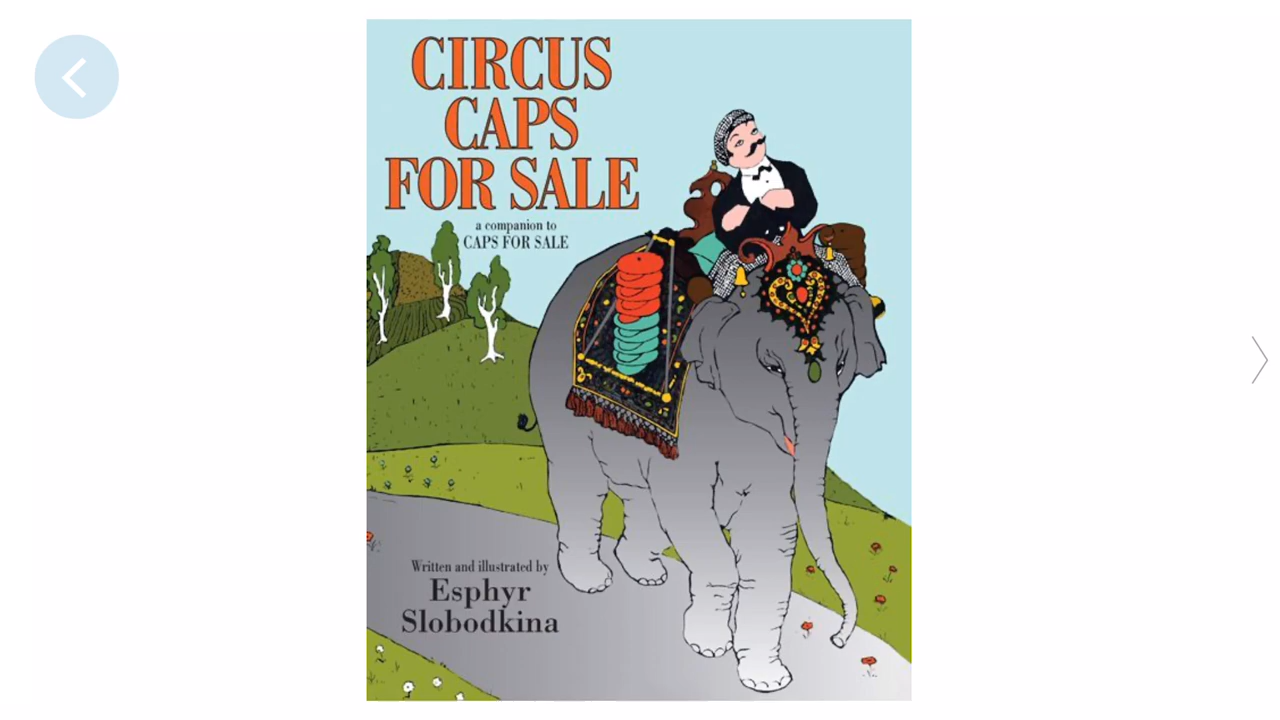 CIRCUS
CAPS
FOR SALE
a companion to
CAPS FOR SALE
Written and illustrated by
Esphyr
Slobodkina